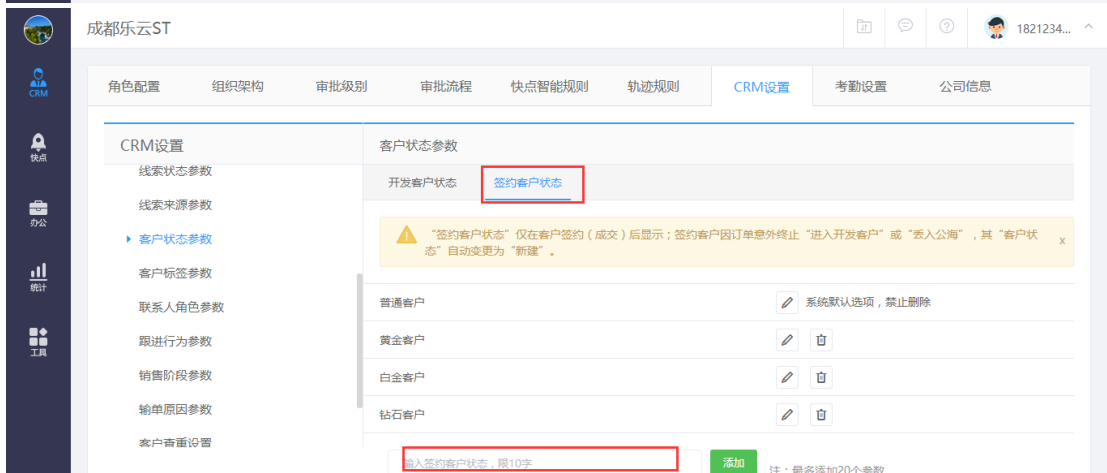 成都乐云ST
1821234...
CRM
快点
办公
统计
工具
角色配置 组织架构 审批级别 审批流程 快点智能规则 轨迹规则 CRM设置 考勤设置 公司信息
CRM设置
线索状态参数
线索来源参数
客户状态参数
客户标签参数
联系人角色参数
跟进行为参数
销售阶段参数
输单原因参数
客户查重设置
客户状态参数
开发客户状态 签约客户状态
“签约客户状态”仅在客户签约（成交）后显示；签约客户因订单意外终止“进入开发客户”或“丢入公海”，其“客户状
态”自动变更为“新建”。
x
普通客户 系统默认选项，禁止删除
黄金客户
白金客户
钻石客户
输入签约客户状态，限10字 添加 注：最多添加20个参数